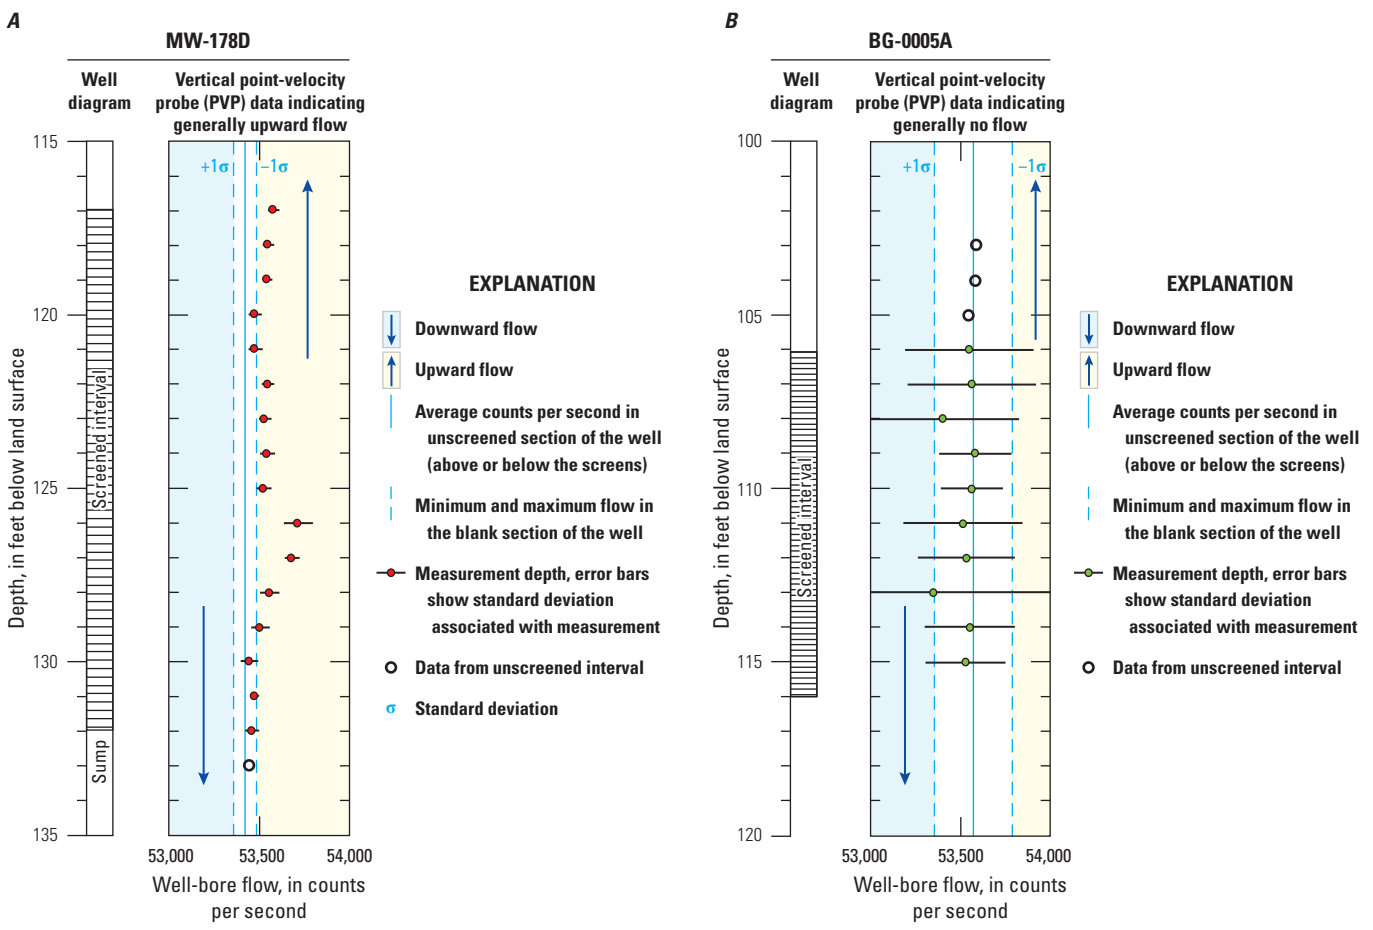 A
MW-178D
Well
diagram
Vertical point-velocity
probe (PVP) data indicating
generally upward flow
115
120
125
130
135
+1σ
−1σ
Screened interval
Sump
Depth, in feet below land surface
53,000
53,500
54,000
Well-bore flow, in counts
per second
EXPLANATION
Downward flow
Upward flow
Average counts per second in
unscreened section of the well
(above or below the screens)
Minimum and maximum flow in
the blank section of the well
Measurement depth, error bars
show standard deviation
associated with measurement
Data from unscreened interval
σ Standard deviation
B
BG-0005A
Well
diagram
Vertical point-velocity
probe (PVP) data indicating
generally no flow
100
105
110
115
120
+1σ
−1σ
Screened interval
Depth, in feet below land surface
53,000
53,500
54,000
Well-bore flow, in counts
per second
EXPLANATION
Downward flow
Upward flow
Average counts per second in
unscreened section of the well
(above or below the screens)
Minimum and maximum flow in
the blank section of the well
Measurement depth, error bars
show standard deviation
associated with measurement
Data from unscreened interval